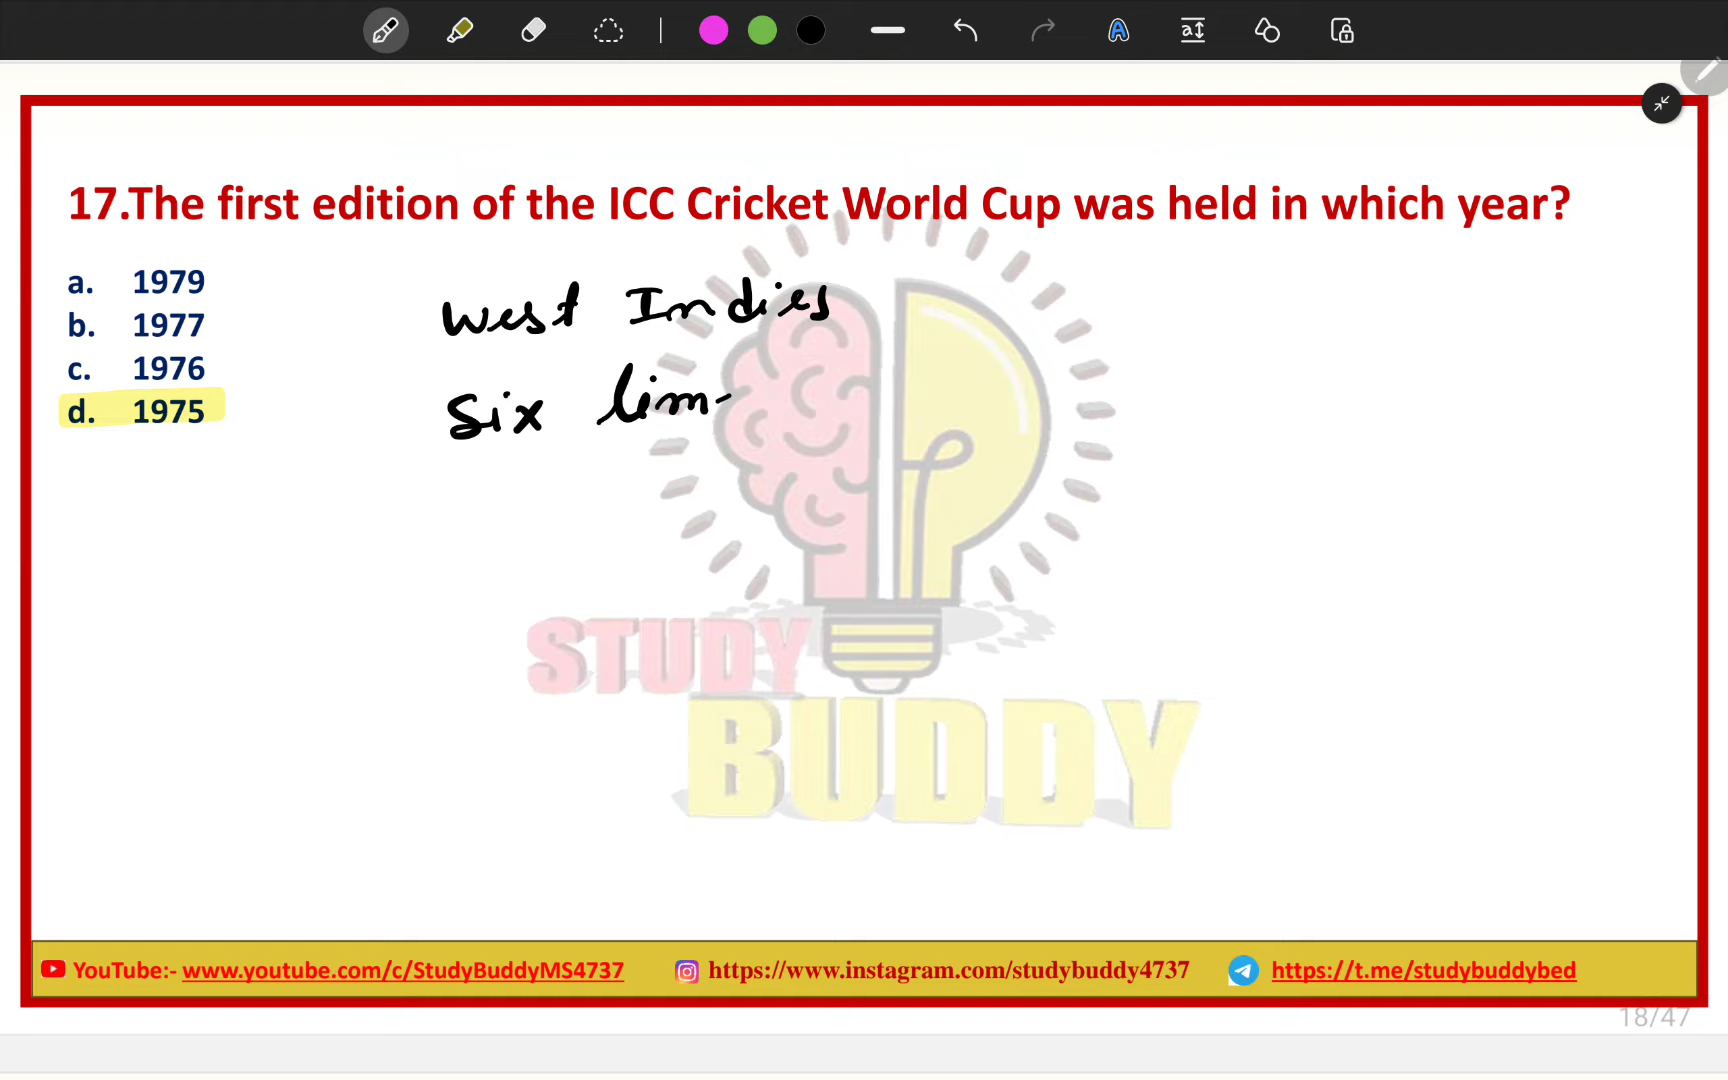 17.The first edition of the ICC Cricket World Cup was held in which year?
a. 1979
b. 1977
c. 1976
d. 1975
West Indies
Six lim-
STUDY
BUDDY
YouTube:- www.youtube.com/c/StudyBuddyMS4737 https://www.instagram.com/studybuddy4737 https://t.me/studybuddybed
18/47